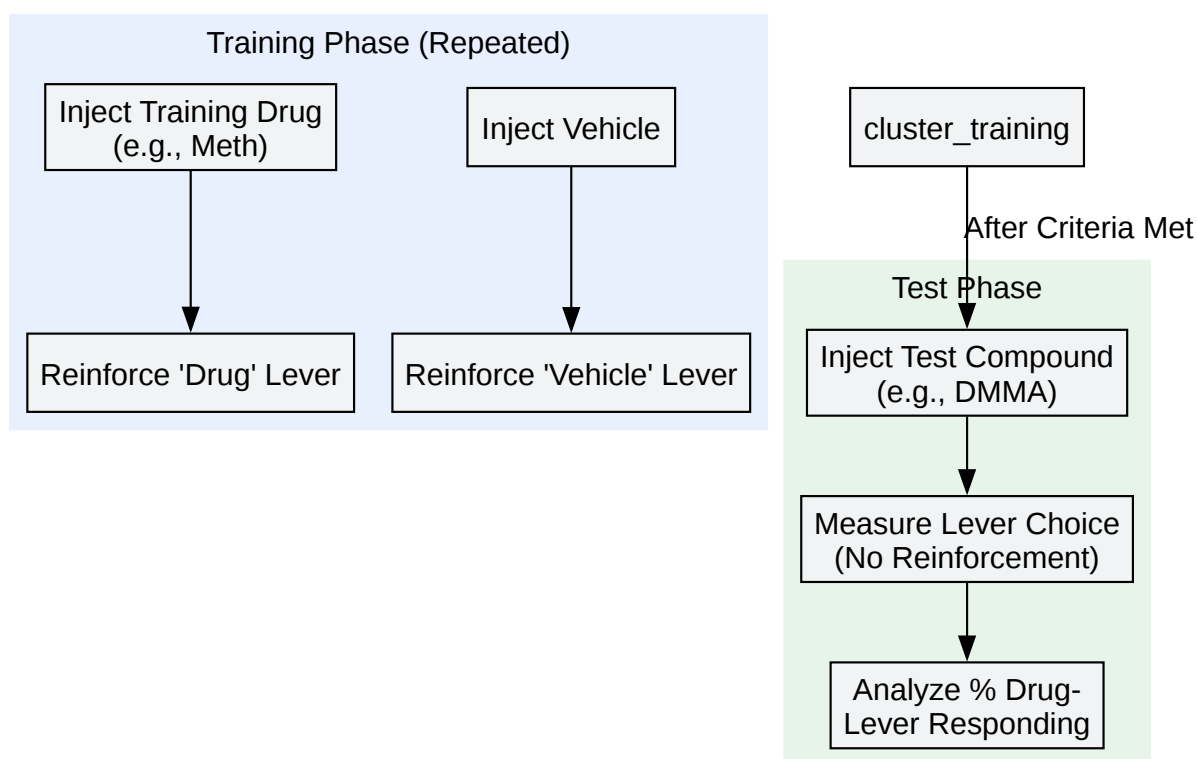 Training Phase (Repeated)
Inject Training Drug
(e.g., Meth)
Inject Vehicle
cluster_training
After Criteria Met
Reinforce 'Drug' Lever
Reinforce 'Vehicle' Lever
Test Phase
Inject Test Compound
(e.g., DMMA)
Measure Lever Choice
(No Reinforcement)
Analyze % Drug-
Lever Responding